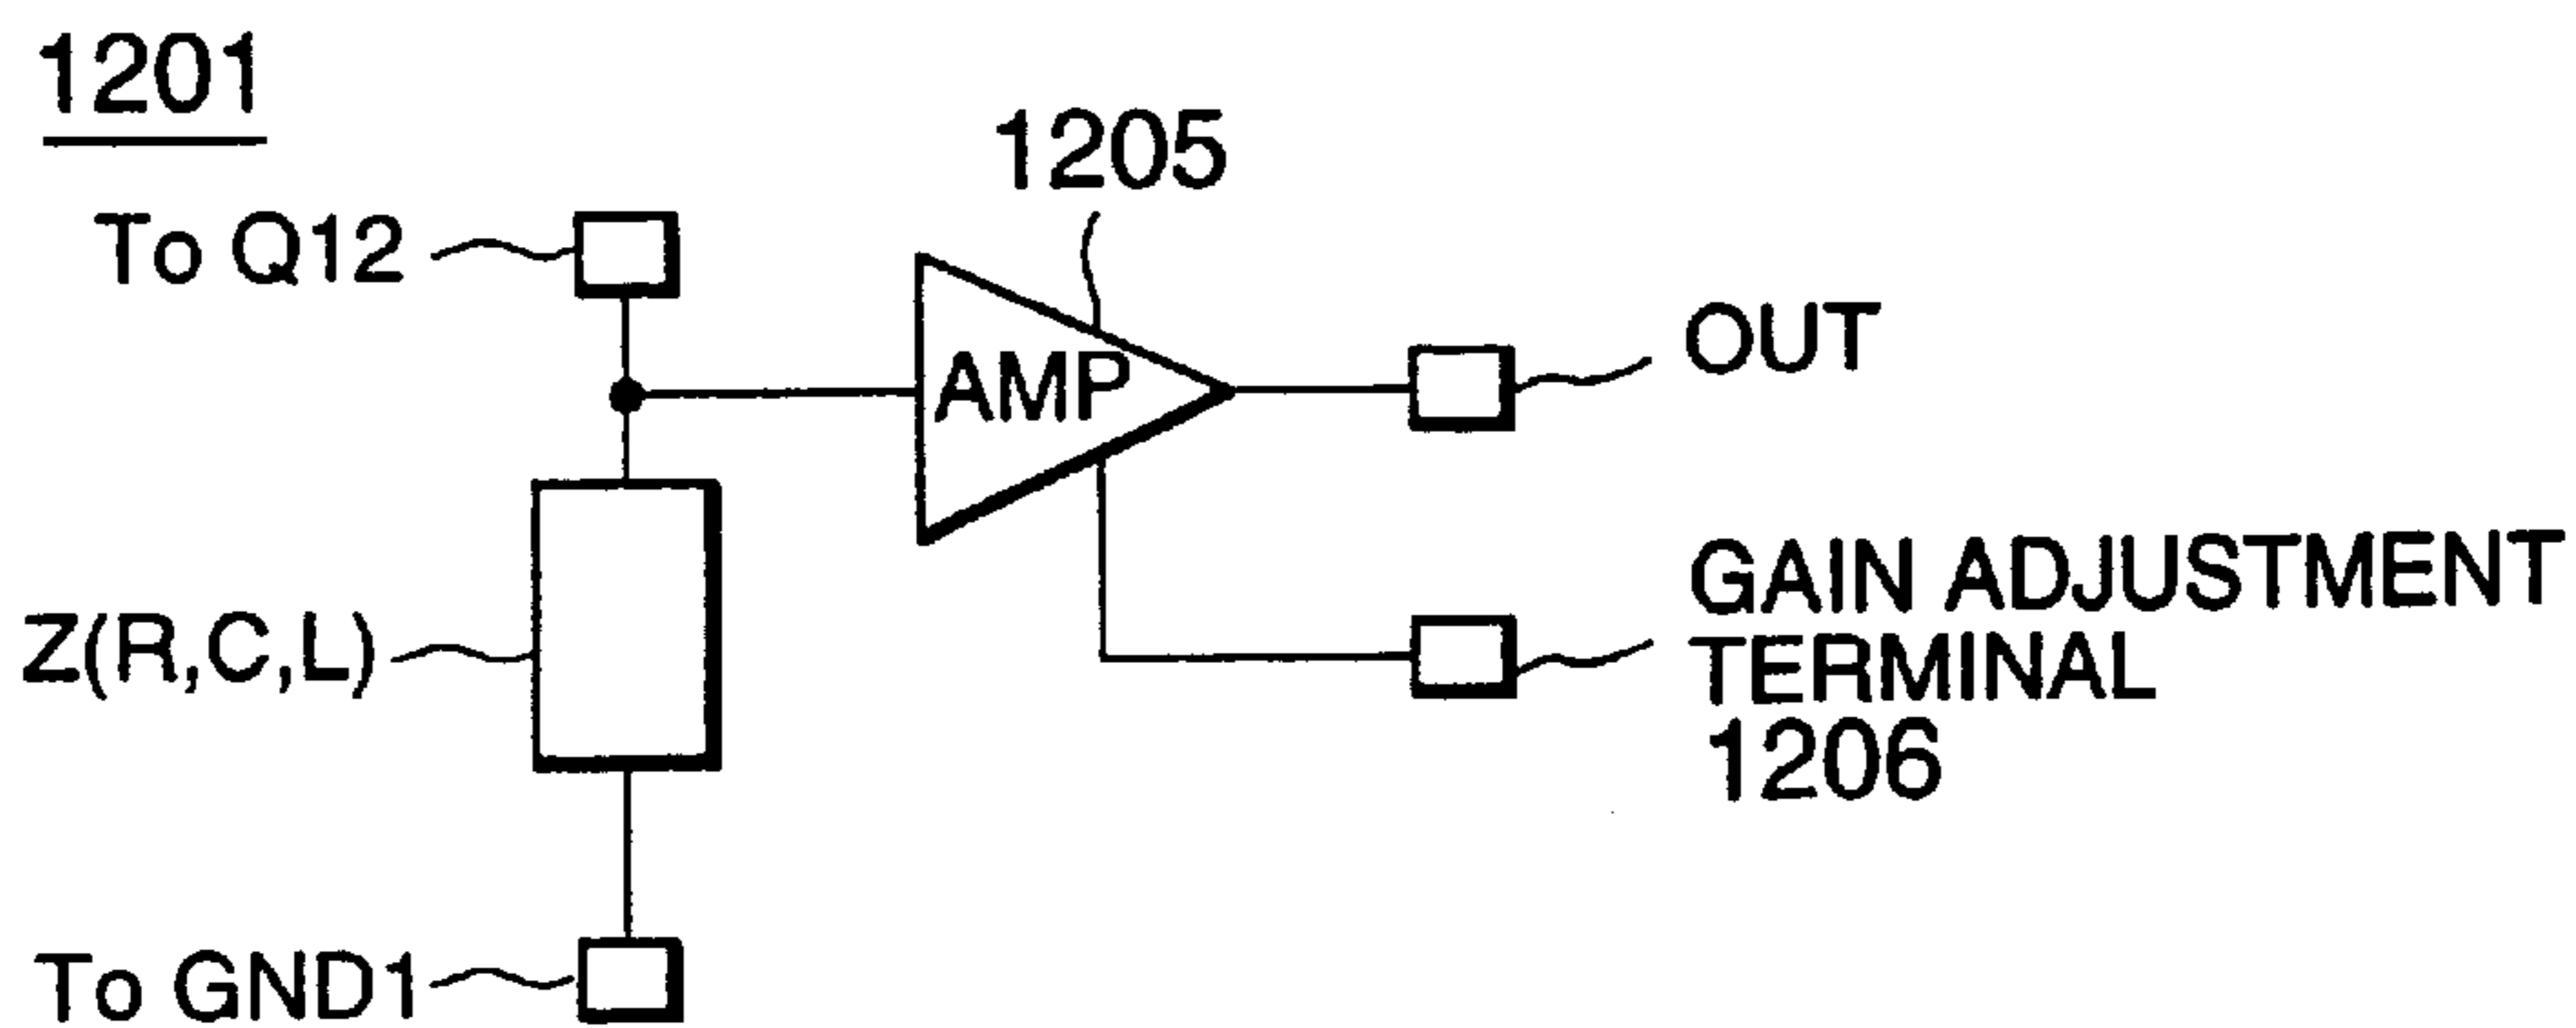 1201
1205
To Q12
OUT
AMP
GAIN ADJUSTMENT
TERMINAL
1206
Z(R,C,L)
To GND1